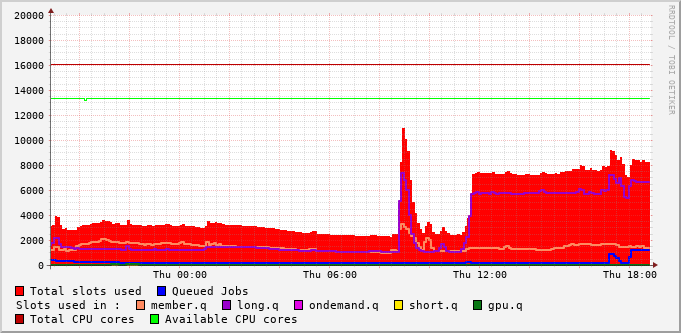 20000
18000
16000
14000
12000
10000
8000
6000
4000
2000
0
Thu 00:00 Thu 06:00 Thu 12:00 Thu 18:00
RRDTOOL / TOBI OETIKER
Total slots used Queued Jobs
Slots used in : member.q long.q ondemand.q short.q gpu.q
Total CPU cores Available CPU cores